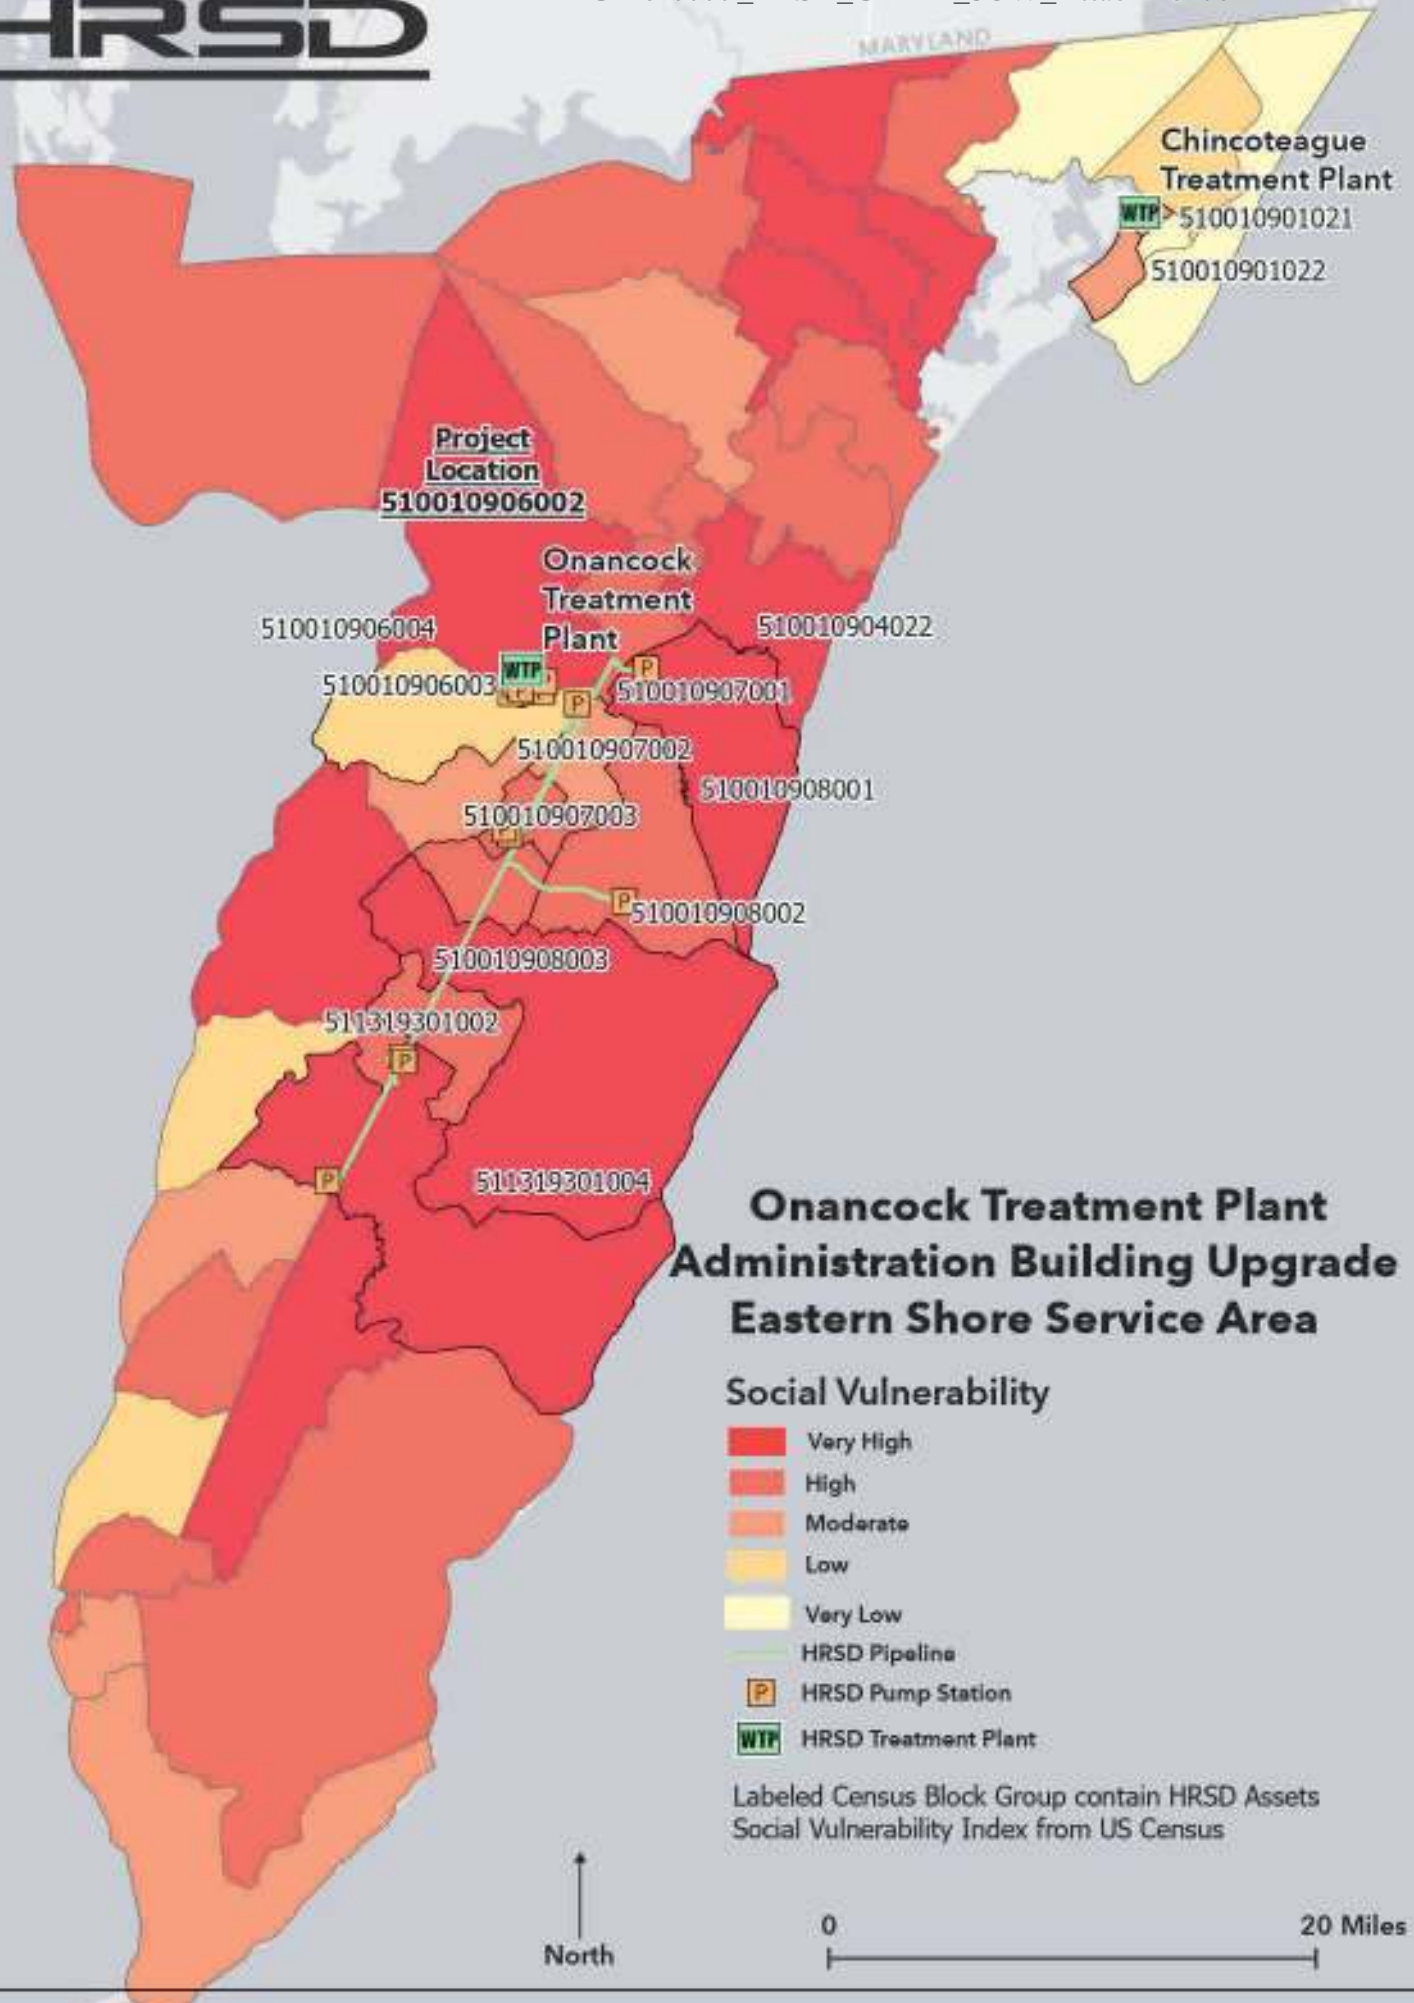 HRSD
MARYLAND
Chincoteague
Treatment Plant
WTP
510010901021
510010901022
Project
Location
510010906002
Onancock
Treatment
Plant
510010906004
510010904022
WTP
P
510010906003
P
510010907001
P
P
510010907002
510010908001
510010907003
P
510010908002
510010908003
511319301002
P
P
511319301004
Onancock Treatment Plant
Administration Building Upgrade
Eastern Shore Service Area
Social Vulnerability
Very High
High
Moderate
Low
Very Low
HRSD Pipeline
P HRSD Pump Station
WTP HRSD Treatment Plant
Labeled Census Block Group contain HRSD Assets
Social Vulnerability Index from US Census
North
0 20 Miles